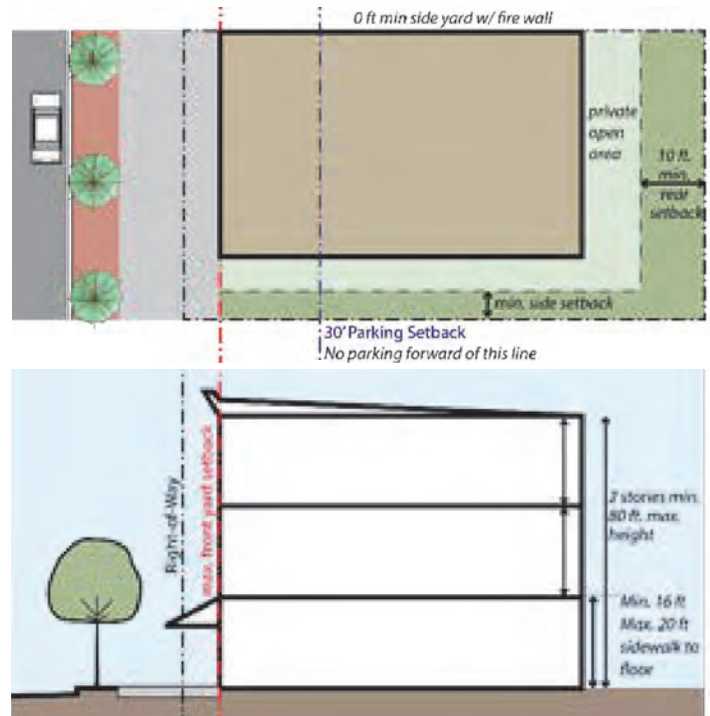 0 ft min side yard w/ fire wall
private
open
area
10 ft.
min.
rear
setback
min. side setback
30' Parking Setback
No parking forward of this line
Right-of-Way
max. front yard setback
2 stories min.
80 ft. max.
height
Min. 16 ft
Max. 20 ft
sidewalk to
floor